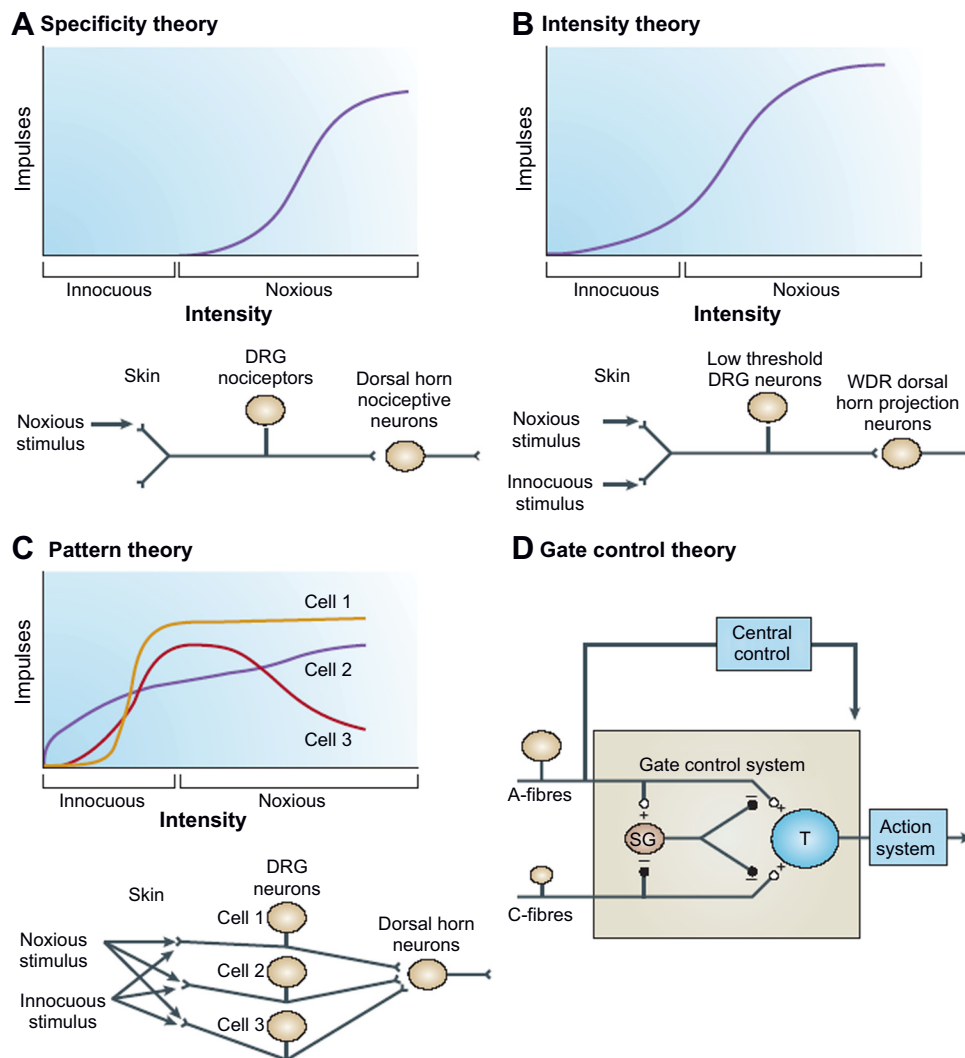 A Specificity theory
Impulses
Innocuous
Noxious
Intensity
Skin
DRG
nociceptors
Dorsal horn
nociceptive
neurons
Noxious
stimulus
B Intensity theory
Impulses
Innocuous
Noxious
Intensity
Skin
Low threshold
DRG neurons
WDR dorsal
horn projection
neurons
Noxious
stimulus
Innocuous
stimulus
C Pattern theory
Impulses
Cell 1
Cell 2
Cell 3
Innocuous
Noxious
Intensity
Skin
DRG
neurons
Cell 1
Cell 2
Cell 3
Dorsal horn
neurons
Noxious
stimulus
Innocuous
stimulus
D Gate control theory
Central
control
Gate control system
A-fibres
+
–
+
SG
T
Action
system
–
–
+
C-fibres